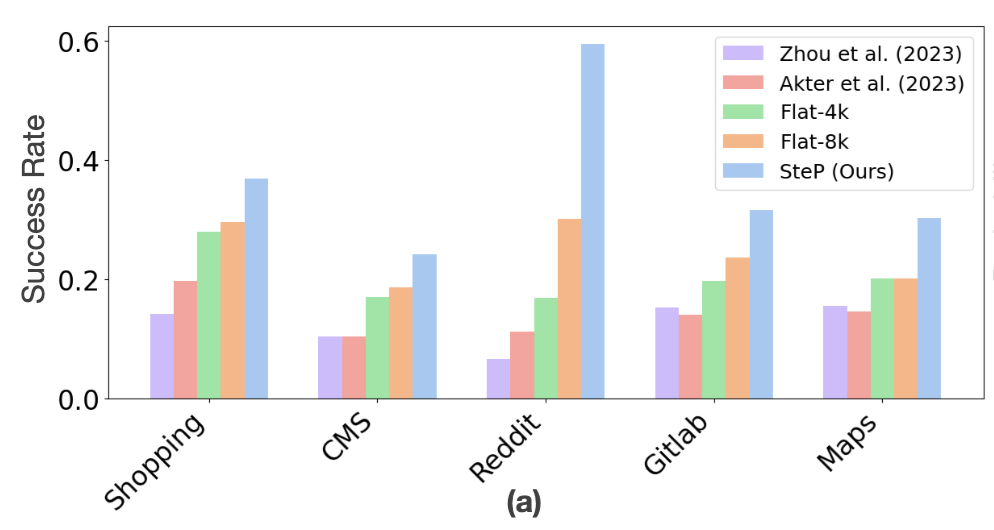 Success Rate
0.6
0.4
0.2
0.0
Zhou et al. (2023)
Akter et al. (2023)
Flat-4k
Flat-8k
SteP (Ours)
Shopping
CMS
Reddit
Gitlab
Maps
(a)